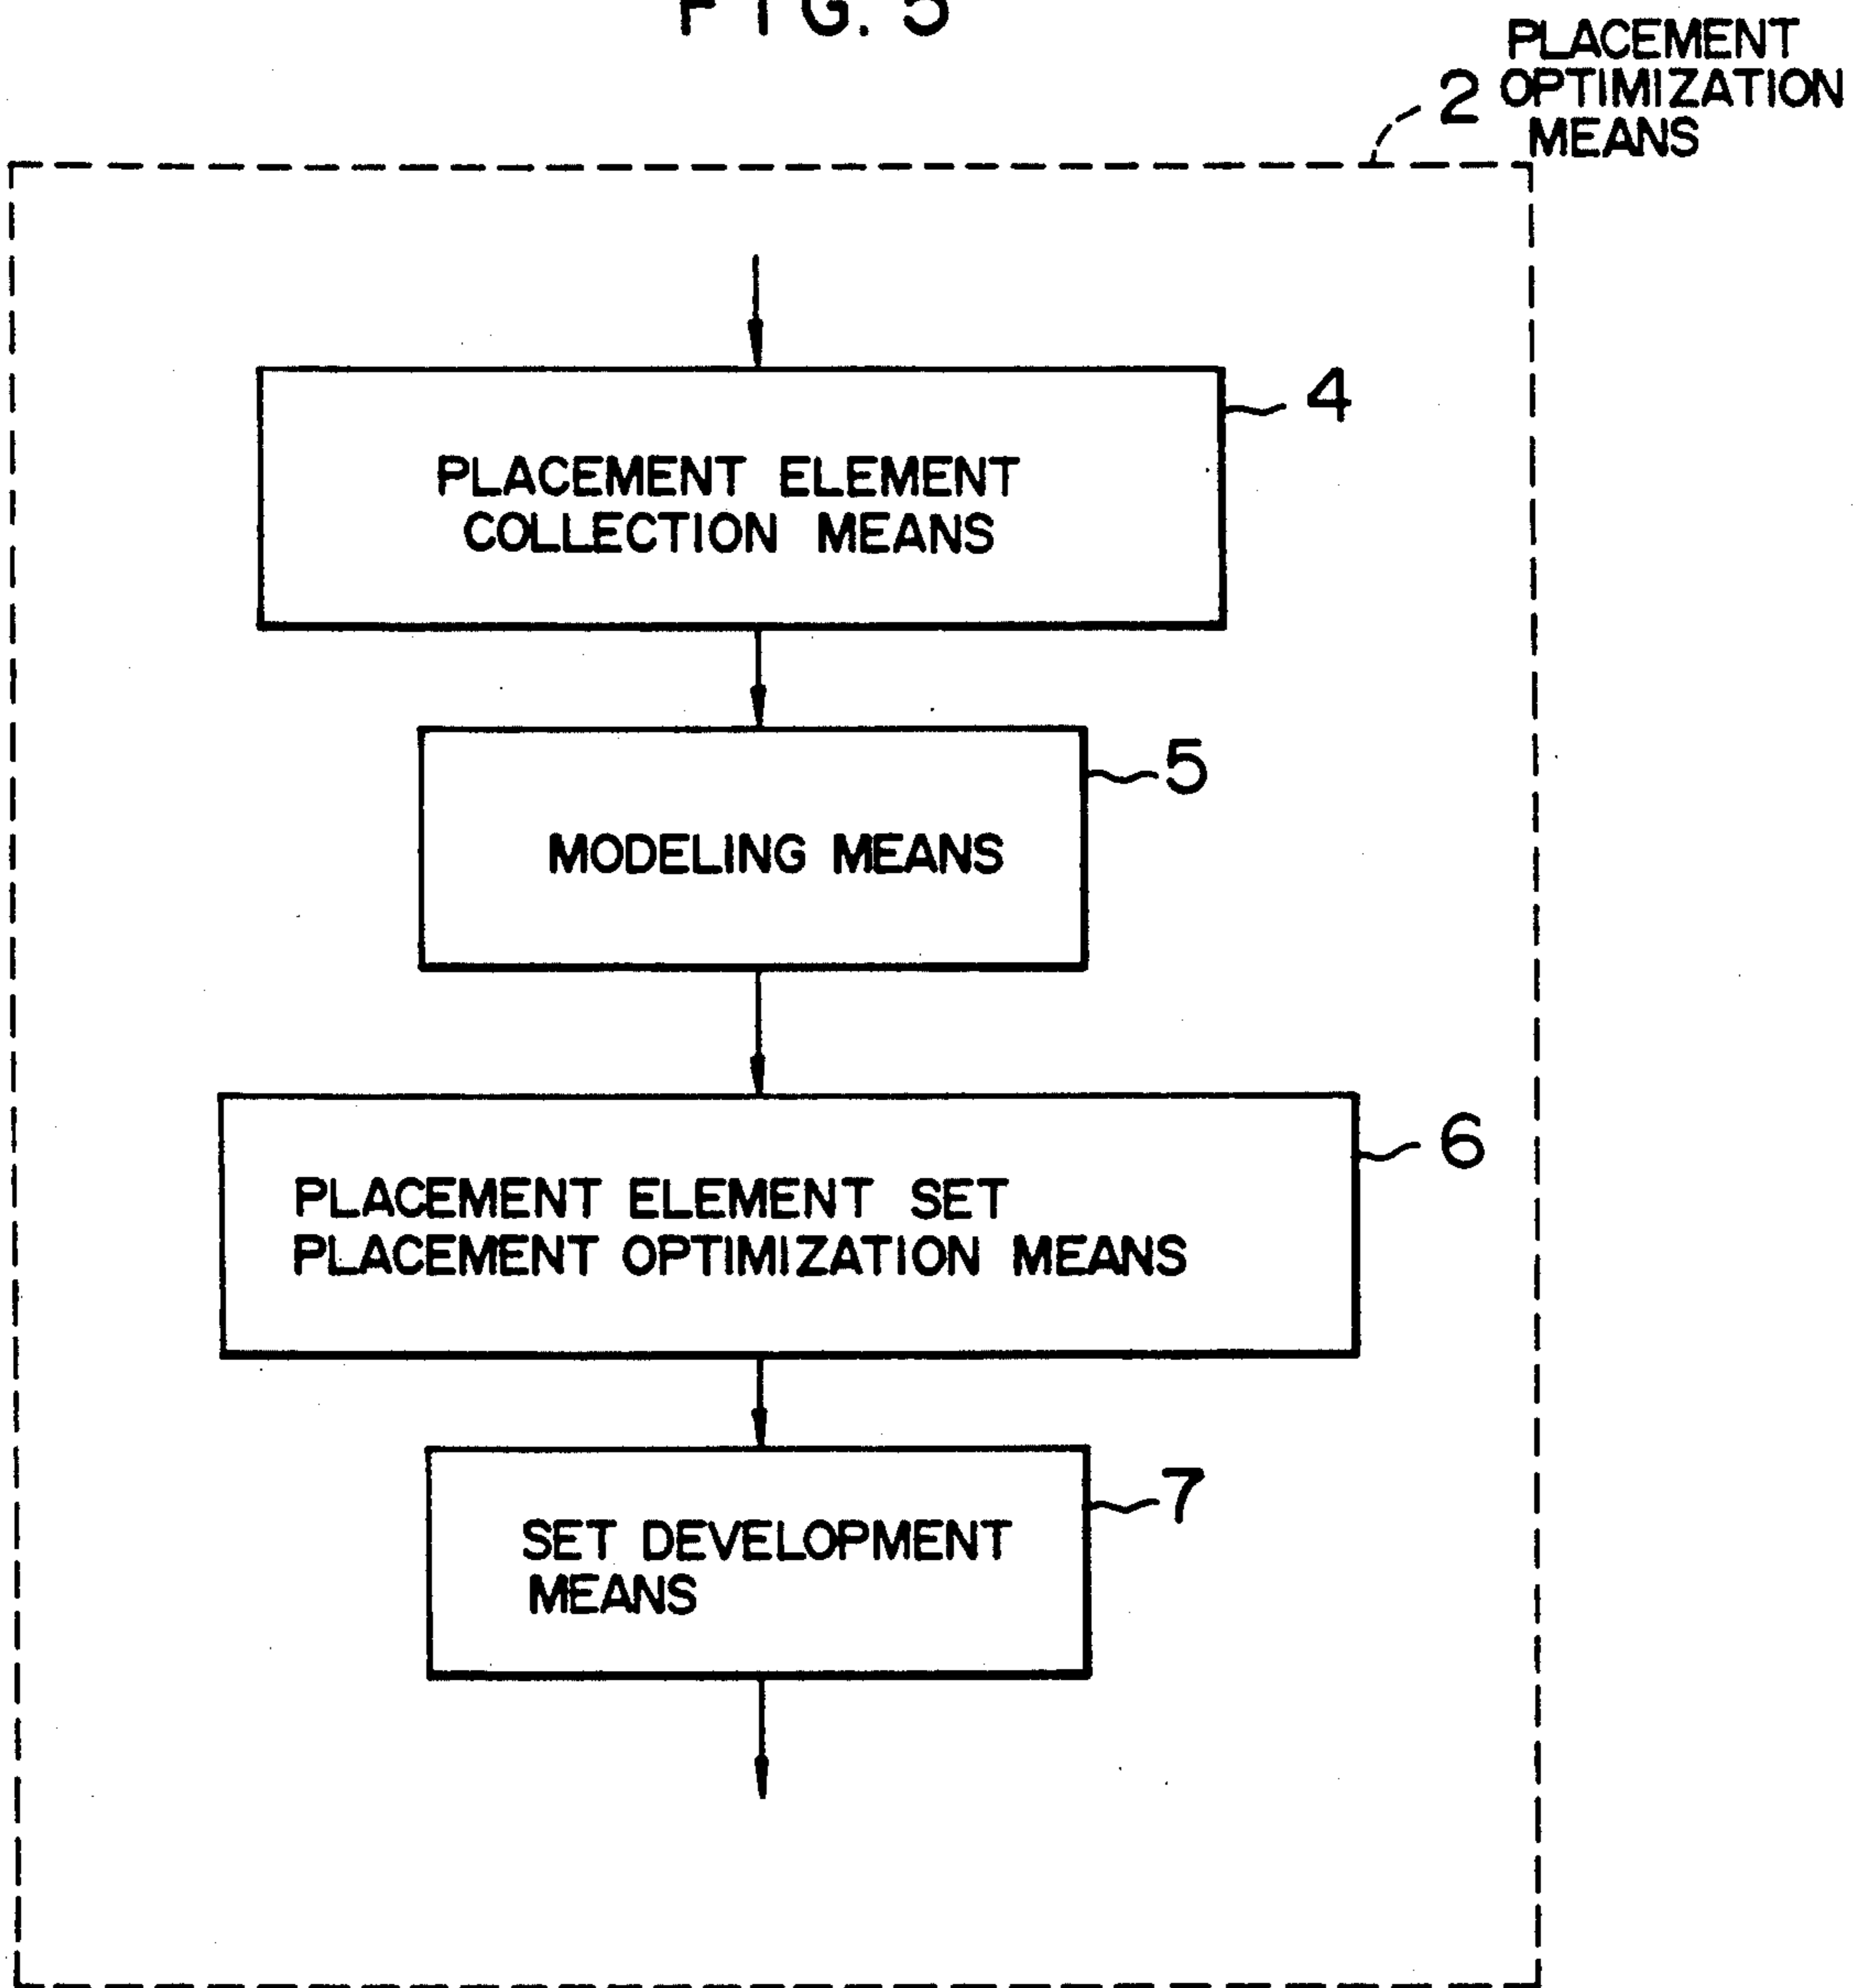 FIG. 5
PLACEMENT
2 OPTIMIZATION
MEANS
4
PLACEMENT ELEMENT
COLLECTION MEANS
5
MODELING MEANS
6
PLACEMENT ELEMENT SET
PLACEMENT OPTIMIZATION MEANS
7
SET DEVELOPMENT
MEANS